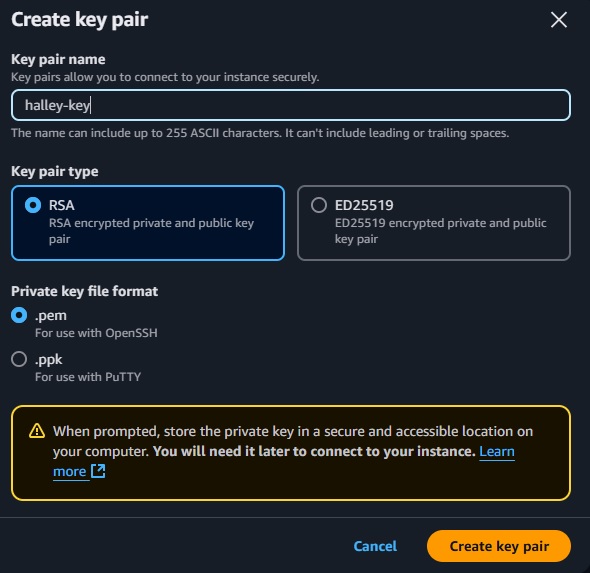 Create key pair
Key pair name
Key pairs allow you to connect to your instance securely.
halley-key
The name can include up to 255 ASCII characters. It can't include leading or trailing spaces.
Key pair type
RSA
RSA encrypted private and public key
pair
ED25519
ED25519 encrypted private and public
key pair
Private key file format
.pem
For use with OpenSSH
.ppk
For use with PuTTY
When prompted, store the private key in a secure and accessible location on
your computer. You will need it later to connect to your instance. Learn
more
Cancel
Create key pair